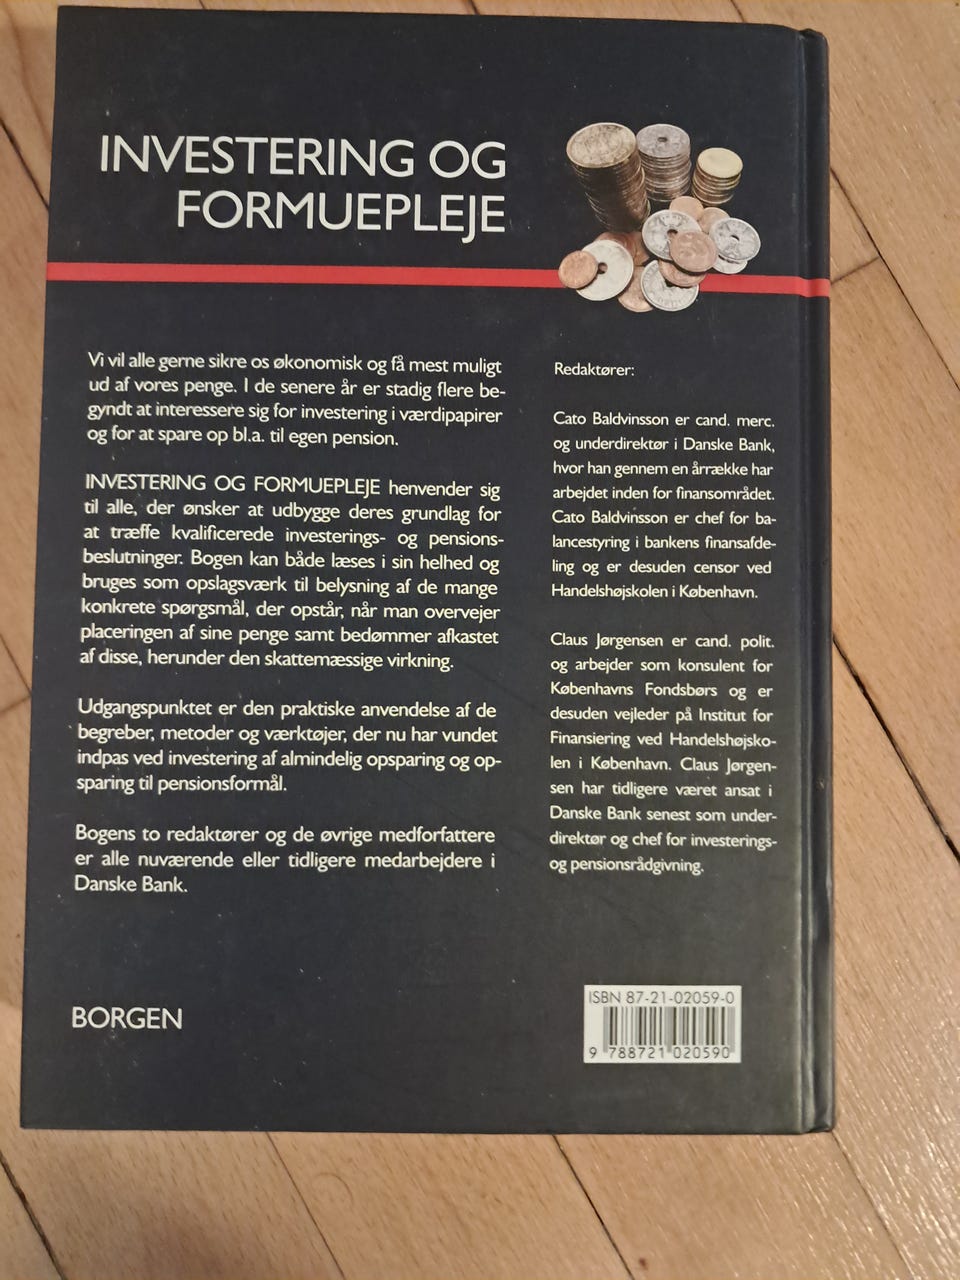 INVESTERING OG
FORMUEPLEJE
Vi vil alle gerne sikre os økonomisk og få mest muligt
ud af vores penge. I de senere år er stadig flere be-
gyndt at interessere sig for investering i værdipapirer
og for at spare op bl.a. til egen pension.
INVESTERING OG FORMUEPLEJE henvender sig
til alle, der ønsker at udbygge deres grundlag for
at træffe kvalificerede investerings- og pensions-
beslutninger. Bogen kan både læses i sin helhed og
bruges som opslagsværk til belysning af de mange
konkrete spørgsmål, der opstår, når man overvejer
placeringen af sine penge samt bedømmer afkastet
af disse, herunder den skattemæssige virkning.
Udgangspunktet er den praktiske anvendelse af de
begreber, metoder og værktøjer, der nu har vundet
indpas ved investering af almindelig opsparing og op-
sparing til pensionsformål.
Bogens to redaktører og de øvrige medforfattere
er alle nuværende eller tidligere medarbejdere i
Danske Bank.
Redaktører:
Cato Baldvinsson er cand. merc.
og underdirektør i Danske Bank,
hvor han gennem en årrække har
arbejdet inden for finansområdet.
Cato Baldvinsson er chef for ba-
lancestyring i bankens finansafde-
ling og er desuden censor ved
Handelshøjskolen i København.
Claus Jørgensen er cand. polit.
og arbejder som konsulent for
Københavns Fondsbørs og er
desuden vejleder på Institut for
Finansiering ved Handelshøjsko-
len i København. Claus Jørgen-
sen har tidligere været ansat i
Danske Bank senest som under-
direktør og chef for investerings-
og pensionsrådgivning.
BORGEN
ISBN 87-21-02059-0
9 788721 020590